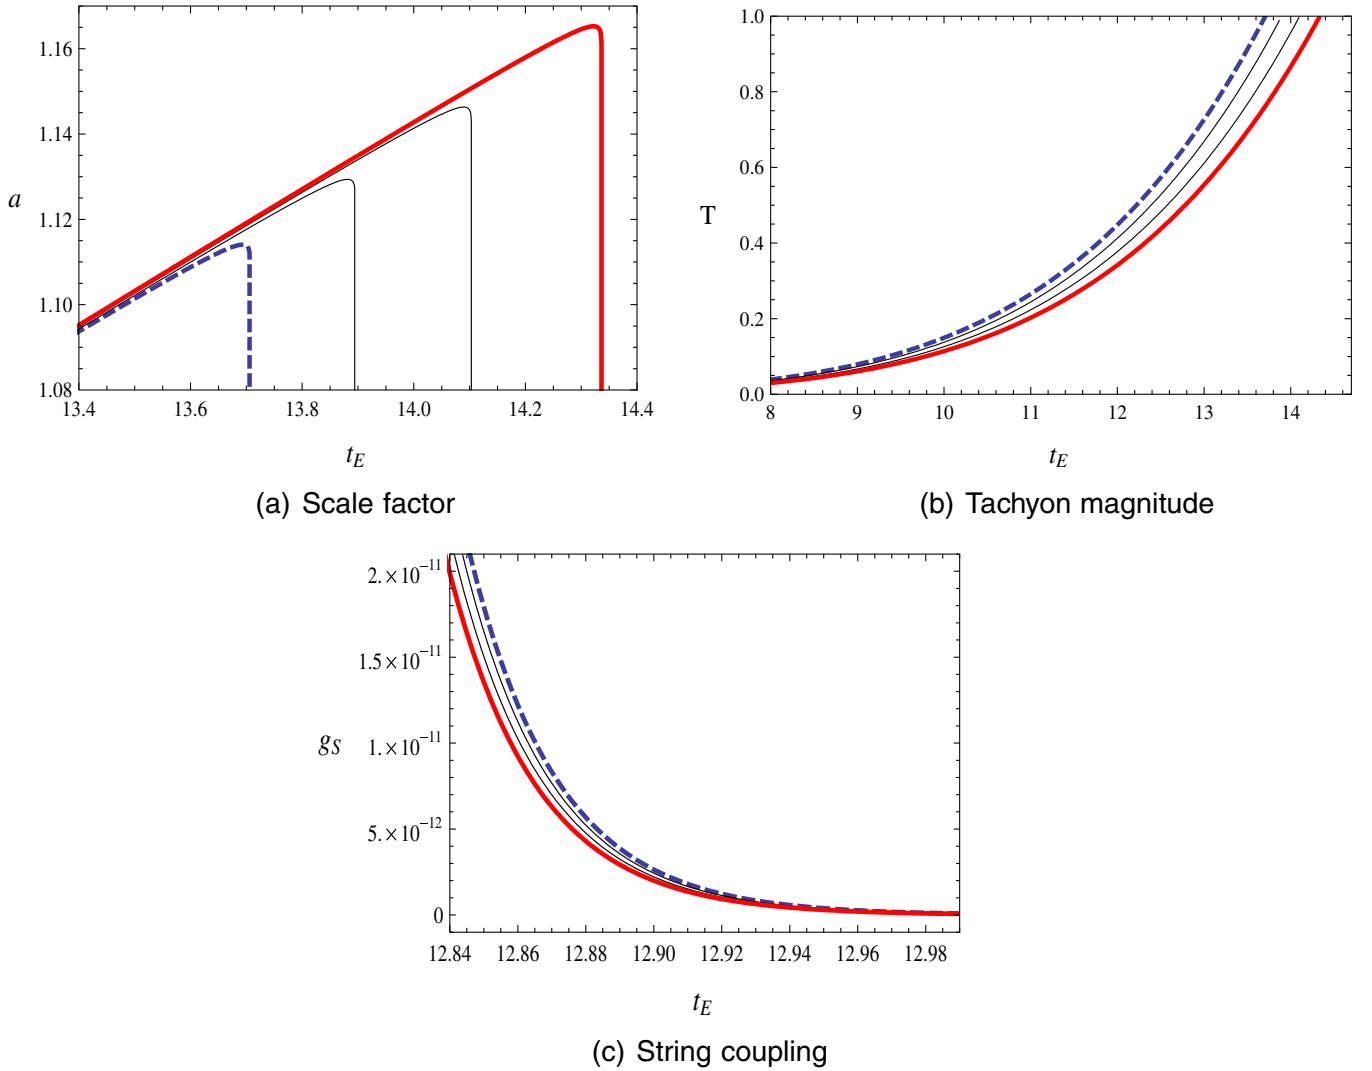 1.16
1.14
1.12
1.10
1.08
a
13.4 13.6 13.8 14.0 14.2 14.4
t_E
(a) Scale factor
1.0
0.8
0.6
0.4
0.2
0.0
T
8 9 10 11 12 13 14
t_E
(b) Tachyon magnitude
2.×10⁻¹¹
1.5×10⁻¹¹
1.×10⁻¹¹
5.×10⁻¹²
0
g_S
12.84 12.86 12.88 12.90 12.92 12.94 12.96 12.98
t_E
(c) String coupling